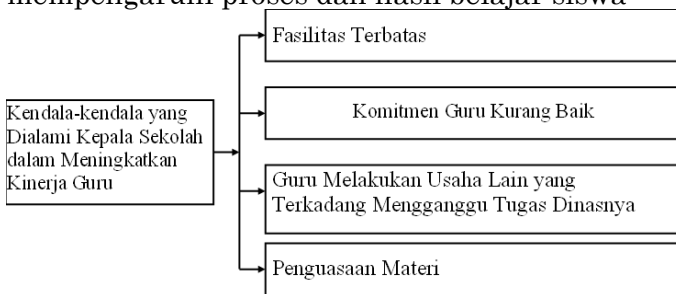 mempengaruhi proses dan hasil belajar siswa
Fasilitas Terbatas
Komitmen Guru Kurang Baik
Kendala-kendala yang
Dialami Kepala Sekolah
dalam Meningkatkan
Kinerja Guru
Guru Melakukan Usaha Lain yang
Terkadang Mengganggu Tugas Dinasnya
Penguasaan Materi